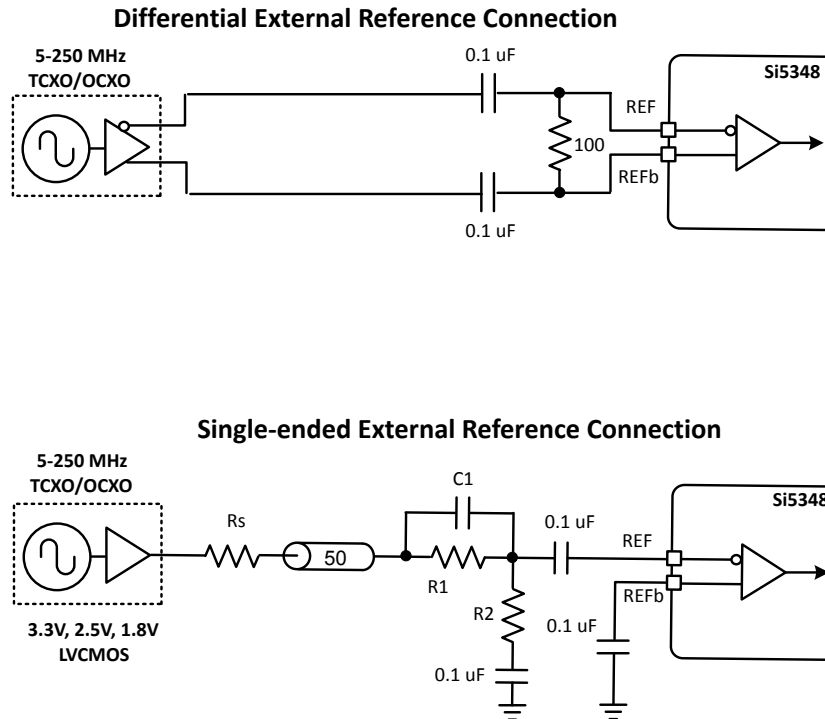 Differential External Reference Connection
5-250 MHz
TCXO/OCXO
0.1 uF
Si5348
REF
100
REFb
0.1 uF
Single-ended External Reference Connection
5-250 MHz
TCXO/OCXO
C1
Si5348
Rs
0.1 uF
REF
50
R1
REFb
R2
0.1 uF
3.3V, 2.5V, 1.8V
LVCMOS
0.1 uF